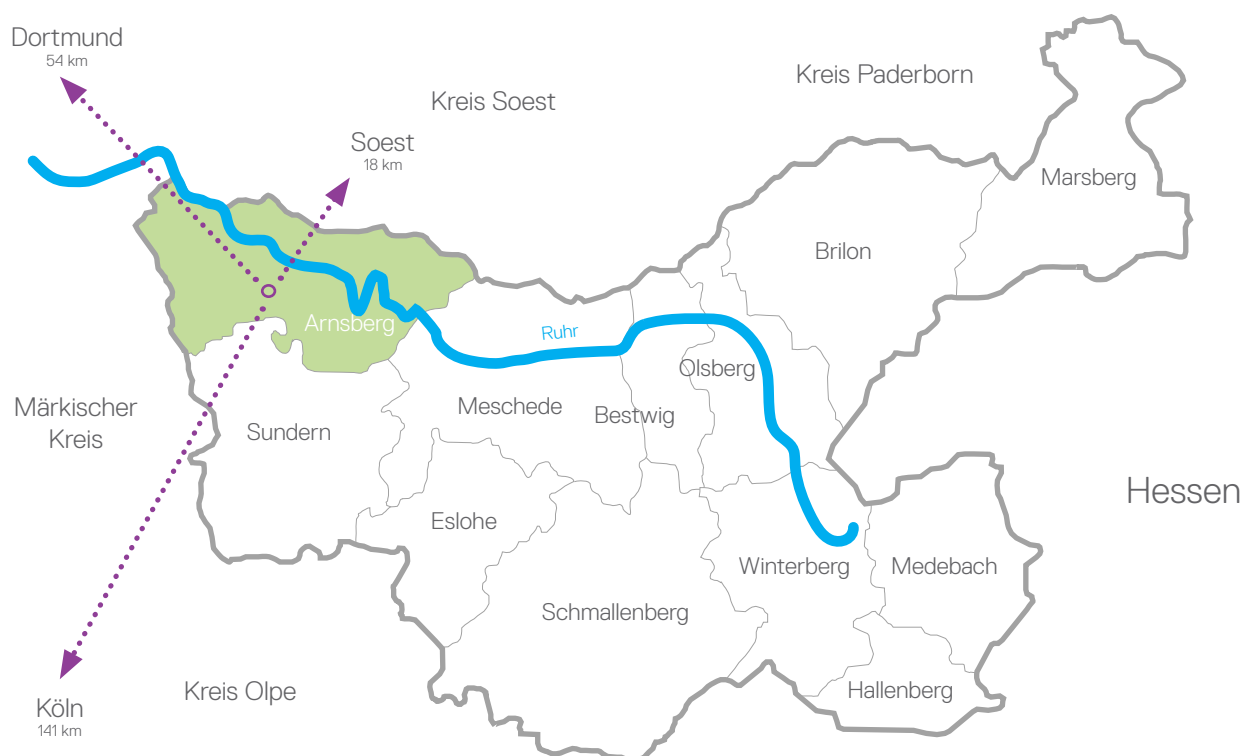 Dortmund
54 km
Kreis Soest
Kreis Paderborn
Soest
18 km
Marsberg
Brilon
Arnsberg
Ruhr
Olsberg
Märkischer
Kreis
Meschede
Bestwig
Sundern
Hessen
Eslohe
Winterberg
Medebach
Schmallenberg
Kreis Olpe
Hallenberg
Köln
141 km